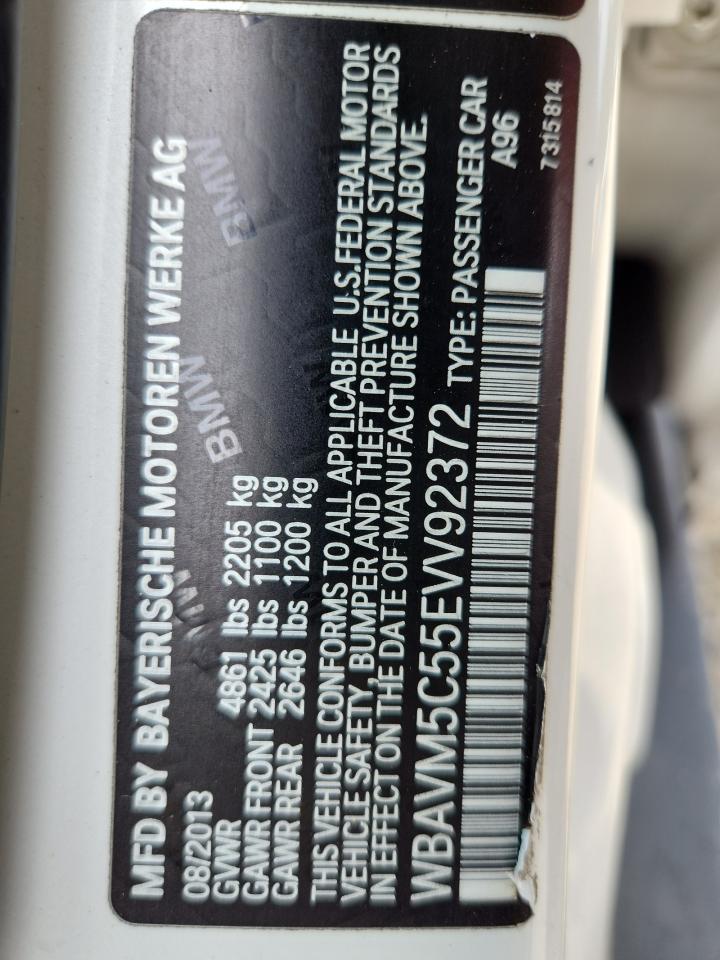 MFD BY BAYERISCHE MOTOREN WERKE AG
08/2013
GVWR 4861 lbs 2205 kg
GAWR FRONT 2425 lbs 1100 kg
GAWR REAR 2646 lbs 1200 kg
THIS VEHICLE CONFORMS TO ALL APPLICABLE U.S.FEDERAL MOTOR
VEHICLE SAFETY, BUMPER AND THEFT PREVENTION STANDARDS
IN EFFECT ON THE DATE OF MANUFACTURE SHOWN ABOVE.
WBAVM5C55EVV92372 TYPE: PASSENGER CAR
A96
7315814
BMW
BMW